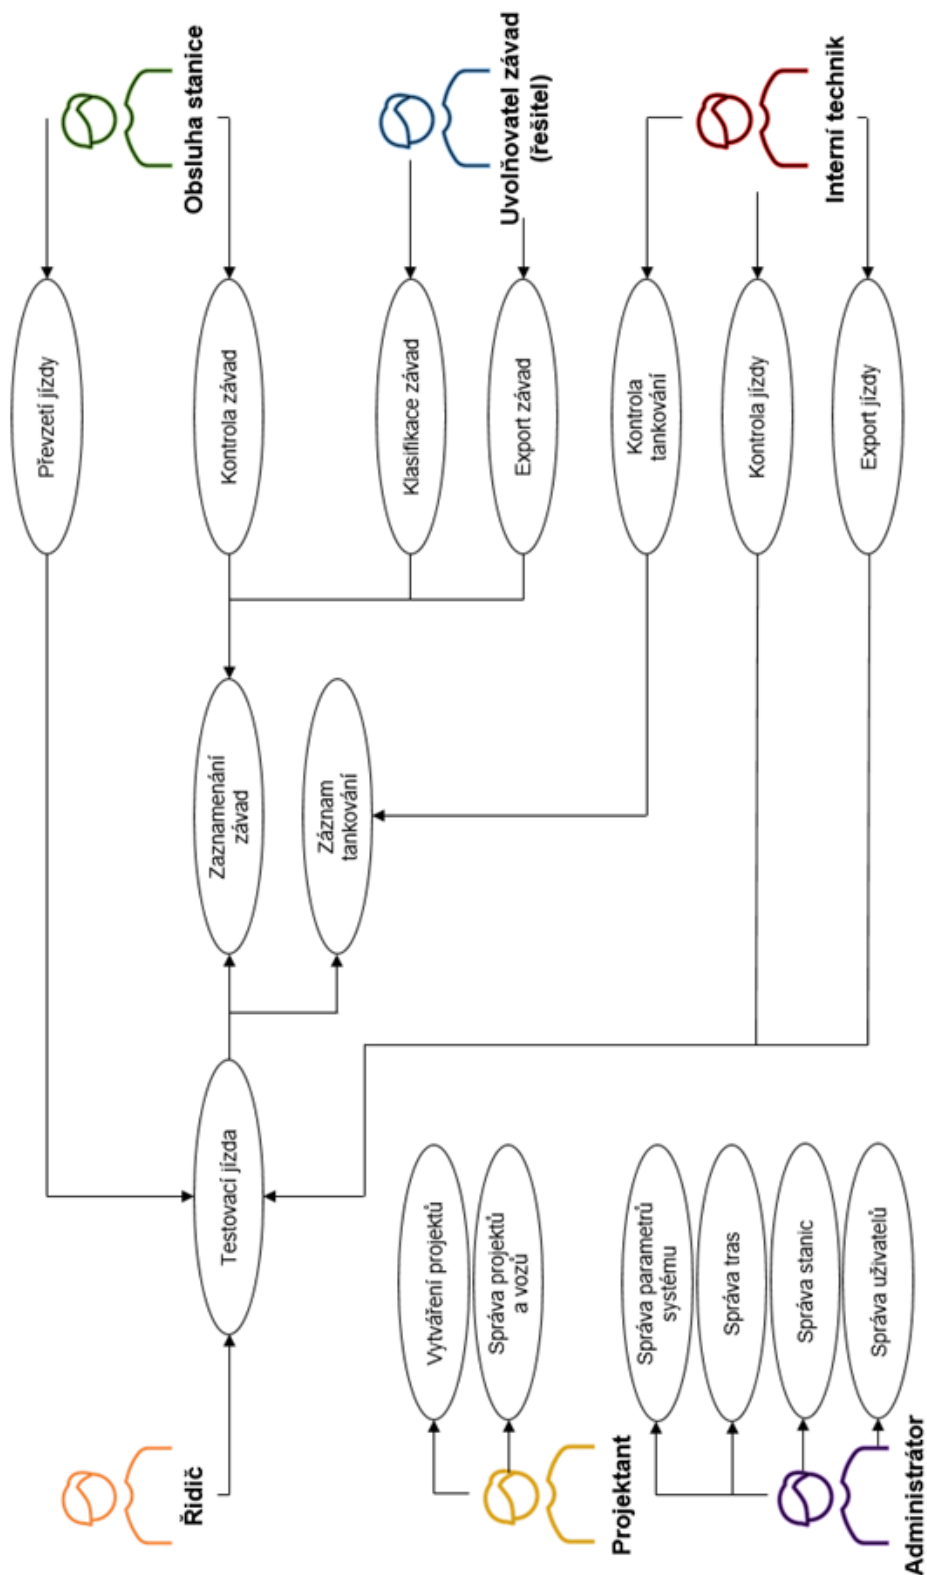 Řidič
Testovací jízda
Zaznamenání
závad
Záznam
tankování
Převzetí jízdy
Kontrola závad
Obsluha stanice
Klasifikace závad
Export závad
Uvolňovatel závad
(řešitel)
Kontrola
tankování
Kontrola jízdy
Export jízdy
Interní technik
Projektant
Vytváření projektů
Správa projektů
a vozů
Administrátor
Správa parametrů
systému
Správa tras
Správa stanic
Správa uživatelů